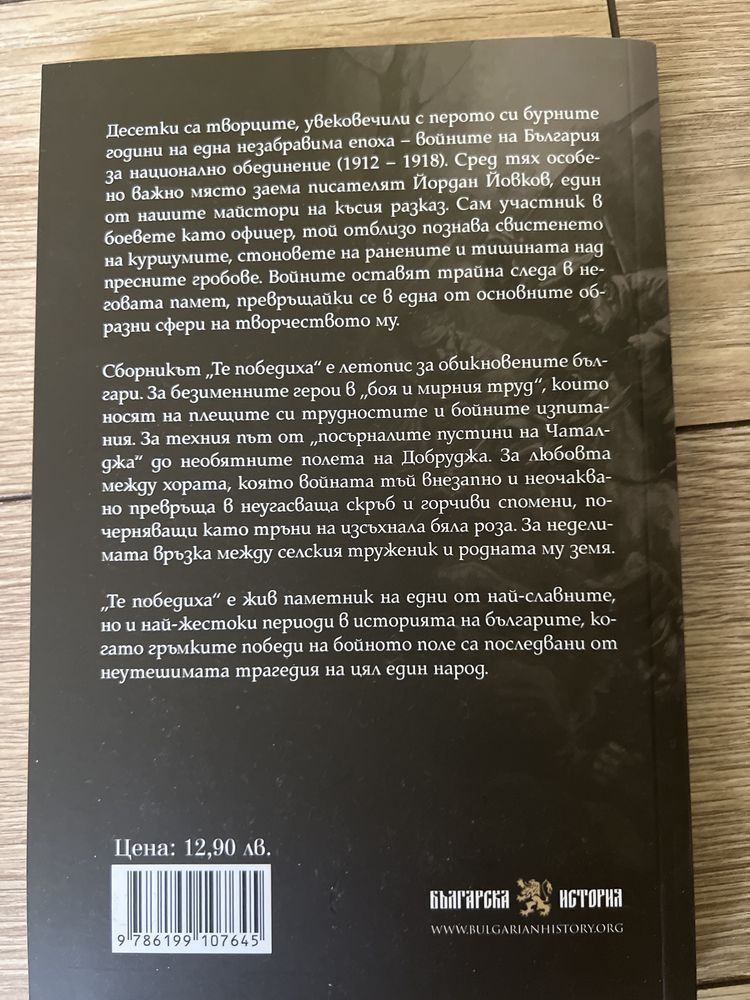 Десетки са творците, увековечили с перото си бурните
години на една незабравима епоха – войните на България
за национално обединение (1912 – 1918). Сред тях особе-
но важно място заема писателят Йордан Йовков, един
от нашите майстори на късия разказ. Сам участник в
боевете като офицер, той отблизо познава свистенето
на куршумите, стоновете на ранените и тишината над
пресните гробове. Войните оставят трайна следа в не-
говата памет, превръщайки се в една от основните об-
разни сфери на творчеството му.
Сборникът „Те победиха“ е летопис за обикновените бъл-
гари. За безименните герои в „боя и мирния труд“, които
носят на плещите си трудностите и бойните изпита-
ния. За техния път от „посърналите пустини на Чатал-
джа“ до необятните полета на Добруджа. За любовта
между хората, която войната тъй внезапно и неочаква-
но превръща в неугасваща скръб и горчиви спомени, по-
черняващи като тръни на изсъхнала бяла роза. За недели-
мата връзка между селския труженик и родната му земя.
„Те победиха“ е жив паметник на едни от най-славните,
но и най-жестоки периоди в историята на българите, ко-
гато гръмките победи на бойното поле са последвани от
неутешимата трагедия на цял един народ.
Цена: 12,90 лв.
9 786199 107645
БЪЛГАРСКА ИСТОРИЯ
WWW.BULGARIANHISTORY.ORG